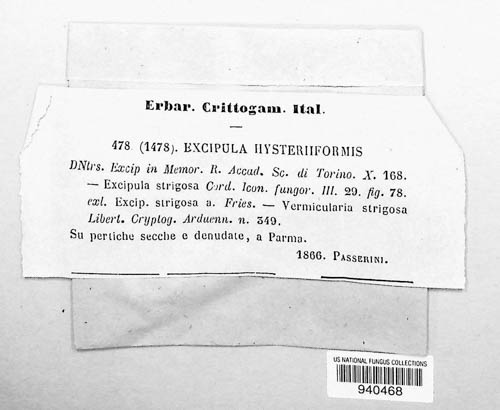 Erbar. Crittogam. Ital.
478 (1478). EXCIPULA HYSTERIIFORMIS
DNtrs. Excip in Memor. R. Accad. Sc. di Torino. X. 168.
— Excipula strigosa Cord. Icon. fungor. III. 29. fig. 78.
exl. Excip. strigosa a. Fries. — Vermicularia strigosa
Libert. Cryptog. Arduenn. n. 349.
Su pertiche secche e denudate, a Parma.
1866. PASSERINI.
US NATIONAL FUNGUS COLLECTIONS
940468